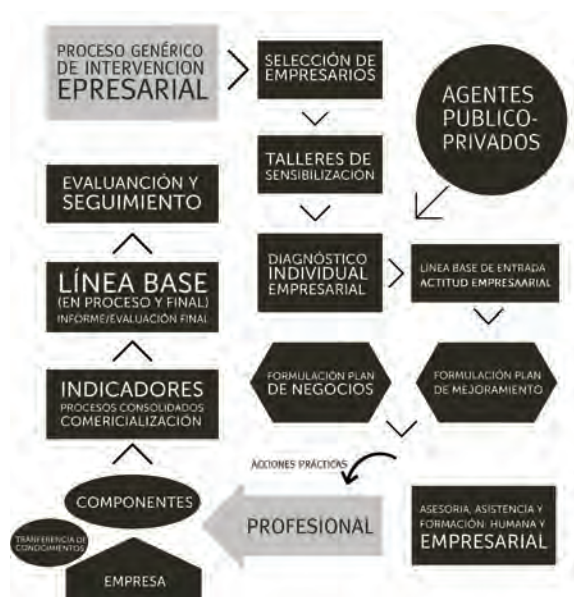 PROCESO GENÉRICO
DE INTERVENCION
EPRESARIAL
SELECCIÓN DE
EMPRESARIOS
AGENTES
PUBLICO-
PRIVADOS
TALLERES DE
SENSIBILIZACIÓN
DIAGNÓSTICO
INDIVIDUAL
EMPRESARIAL
LÍNEA BASE DE ENTRADA
ACTITUD EMPRESAARIAL
FORMULACIÓN PLAN
DE NEGOCIOS
FORMULACIÓN PLAN
DE MEJORAMIENTO
ACCIONES PRÁCTICAS
ASESORIA, ASISTENCIA Y
FORMACIÓN: HUMANA Y
EMPRESARIAL
PROFESIONAL
EMPRESA
TRANFERENCIA DE
CONOCIMIENTOS
COMPONENTES
INDICADORES
PROCESOS CONSOLIDADOS
COMERICIALIZACIÓN
LÍNEA BASE
(EN PROCESO Y FINAL)
INFORME/EVALUACIÓN FINAL
EVALUANCIÓN Y
SEGUIMIENTO